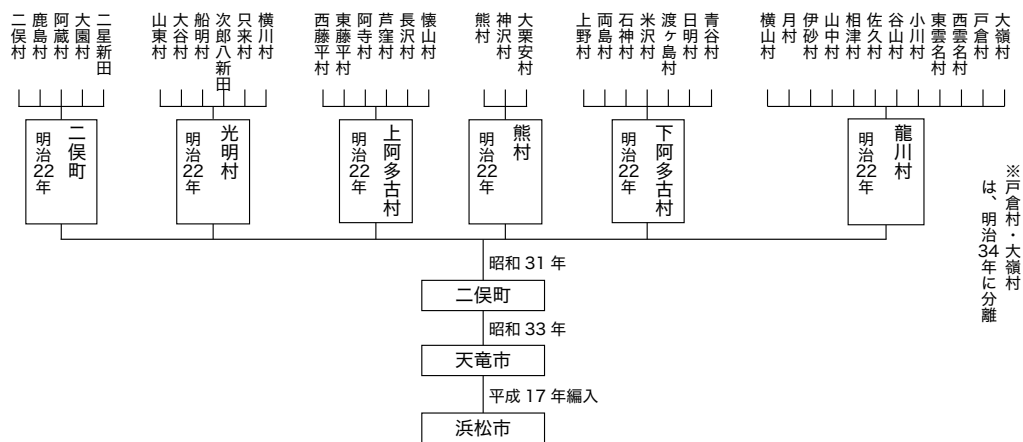 二俣村
鹿島村
阿蔵村
大園村
二星新田
山東村
大谷村
船明村
次郎八新田
只来村
横川村
西藤平村
東藤平村
阿寺村
芦窪村
長沢村
懐山村
熊村
神沢村
大栗安村
上野村
両島村
石神村
米沢村
渡ヶ島村
日明村
青谷村
横山村
月村
伊砂村
山中村
相津村
佐久村
谷山村
小川村
東雲名村
西雲名村
戸倉村
大嶺村
二俣町
明治22年
光明村
明治22年
上阿多古村
明治22年
熊村
明治22年
下阿多古村
明治22年
龍川村
明治22年
※戸倉村・大嶺村
は、明治34年に分離
昭和 31 年
二俣町
昭和 33 年
天竜市
平成 17 年編入
浜松市